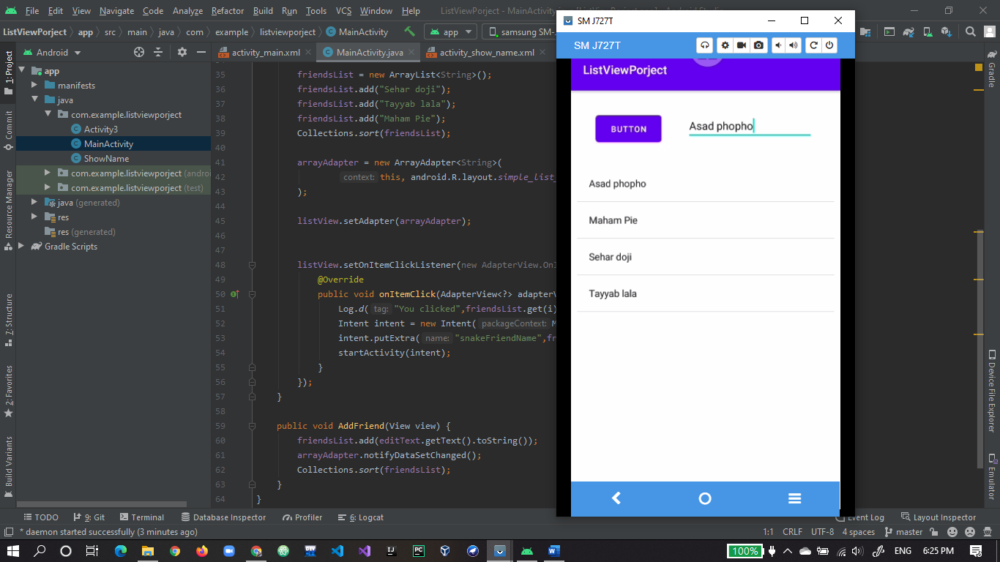 File Edit View Navigate Code Analyze Refactor Build Run Tools VCS Window Help ListViewPorject - MainActivity
ListViewPorject app src main java com example listviewporject MainActivity app samsung SM-
Android
activity_main.xml MainActivity.java activity_show_name.xml
1: Project
Commit
Resource Manager
7: Structure
2: Favorites
Build Variants
app
manifests
java
com.example.listviewporject
Activity3
MainActivity
ShowName
com.example.listviewporject (andro
com.example.listviewporject (test)
java (generated)
res
res (generated)
Gradle Scripts
35 friendsList = new ArrayList<String>();
36 friendsList.add("Sehar doji");
37 friendsList.add("Tayyab lala");
38 friendsList.add("Maham Pie");
39 Collections.sort(friendsList);
40
41 arrayAdapter = new ArrayAdapter<String>(
42 context: this, android.R.layout.simple_list_
43 );
44
45 listView.setAdapter(arrayAdapter);
46
47
48 listView.setOnItemClickListener(new AdapterView.OnI
49 @Override
50 public void onItemClick(AdapterView<?> adapterV
51 Log.d( tag: "You clicked",friendsList.get(i)
52 Intent intent = new Intent( packageContext: M
53 intent.putExtra( name: "snakeFriendName",fr
54 startActivity(intent);
55 }
56 });
57 }
58
59 public void AddFriend(View view) {
60 friendsList.add(editText.getText().toString());
61 arrayAdapter.notifyDataSetChanged();
62 Collections.sort(friendsList);
63 }
64 }
SM J727T
SM J727T
ListViewPorject
BUTTON Asad phopho
Asad phopho
Maham Pie
Sehar doji
Tayyab lala
Gradle
Device File Explorer
Emulator
TODO 9: Git Terminal Database Inspector Profiler 6: Logcat Event Log Layout Inspector
* daemon started successfully (3 minutes ago) 1:1 CRLF UTF-8 4 spaces master
100% ENG 6:25 PM